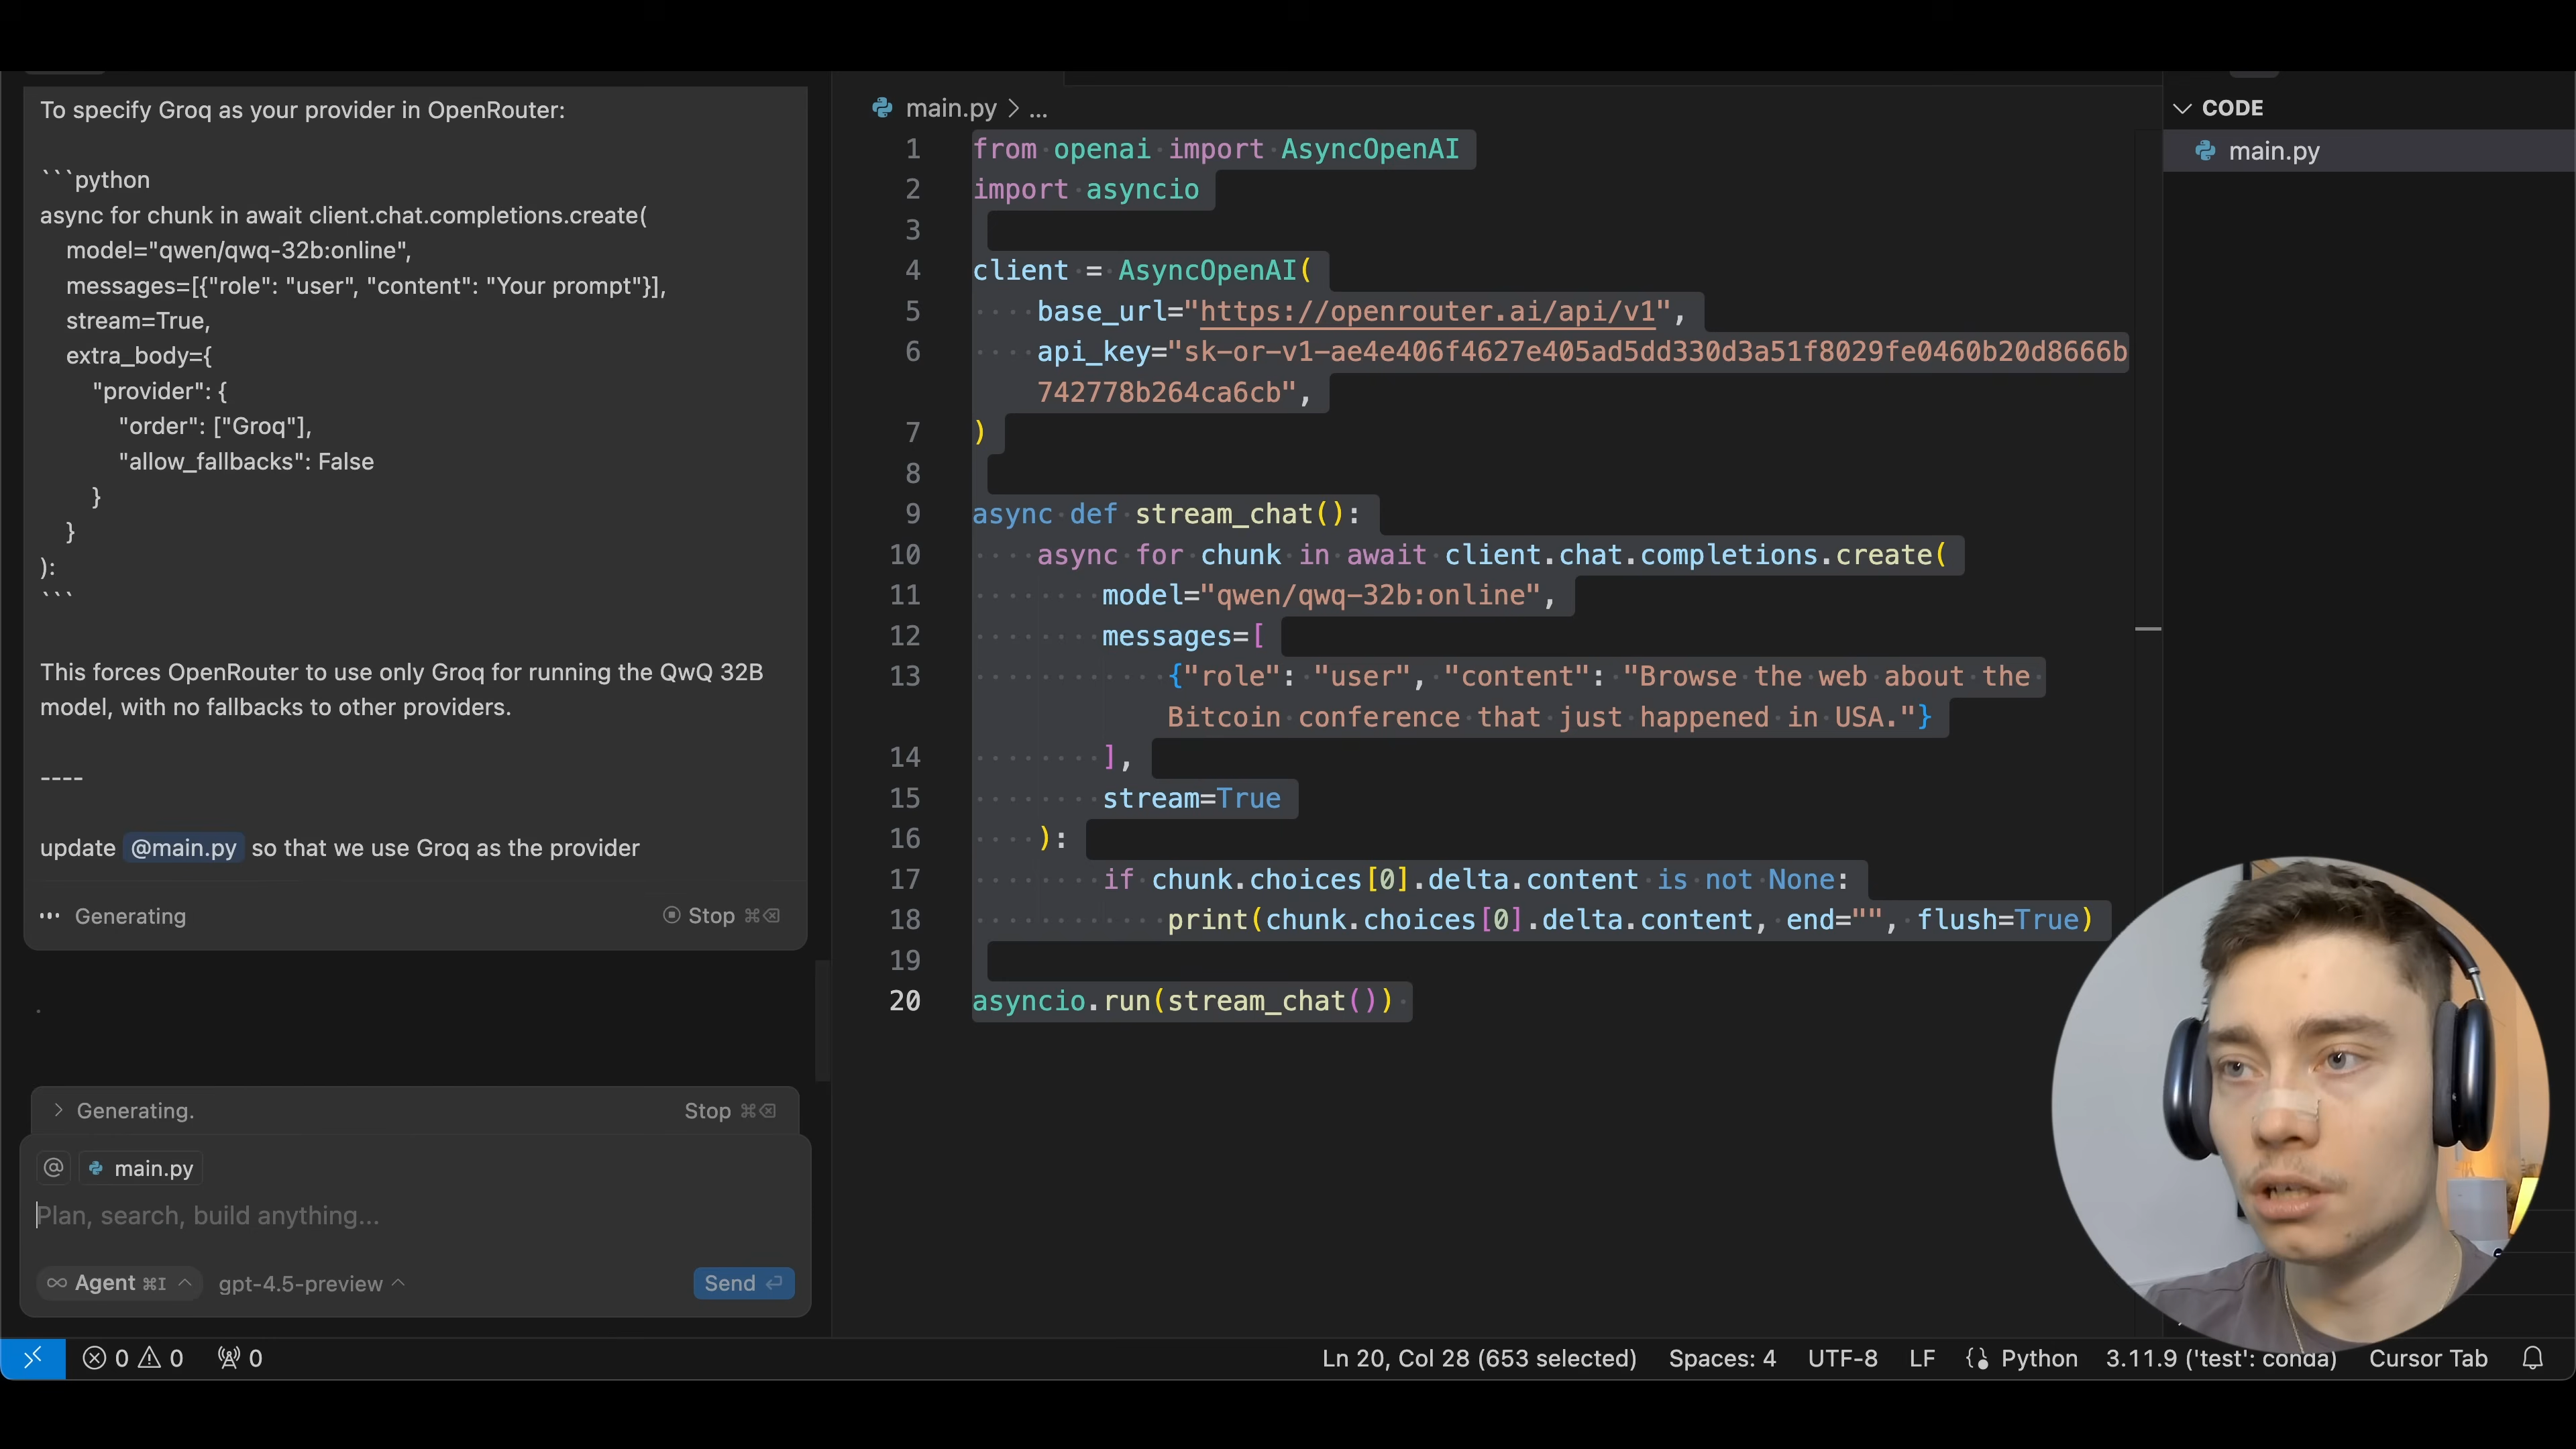 To specify Groq as your provider in OpenRouter:
```python
async for chunk in await client.chat.completions.create(
model="qwen/qwq-32b:online",
messages=[{"role": "user", "content": "Your prompt"}],
stream=True,
extra_body={
"provider": {
"order": ["Groq"],
"allow_fallbacks": False
}
}
):
```
This forces OpenRouter to use only Groq for running the QwQ 32B
model, with no fallbacks to other providers.
----
update @main.py so that we use Groq as the provider
Generating Stop ⌘⌫
Generating. Stop ⌘⌫
@ main.py
Plan, search, build anything...
∞ Agent ⌘I gpt-4.5-preview Send
main.py > ...
1 from openai import AsyncOpenAI
2 import asyncio
3
4 client = AsyncOpenAI(
5 base_url="https://openrouter.ai/api/v1",
6 api_key="sk-or-v1-ae4e406f4627e405ad5dd330d3a51f8029fe0460b20d8666b
742778b264ca6cb",
7 )
8
9 async def stream_chat():
10 async for chunk in await client.chat.completions.create(
11 model="qwen/qwq-32b:online",
12 messages=[
13 {"role": "user", "content": "Browse the web about the
Bitcoin conference that just happened in USA."}
14 ],
15 stream=True
16 ):
17 if chunk.choices[0].delta.content is not None:
18 print(chunk.choices[0].delta.content, end="", flush=True)
19
20 asyncio.run(stream_chat())
CODE
main.py
0 0 0
Ln 20, Col 28 (653 selected) Spaces: 4 UTF-8 LF Python 3.11.9 ('test': conda) Cursor Tab